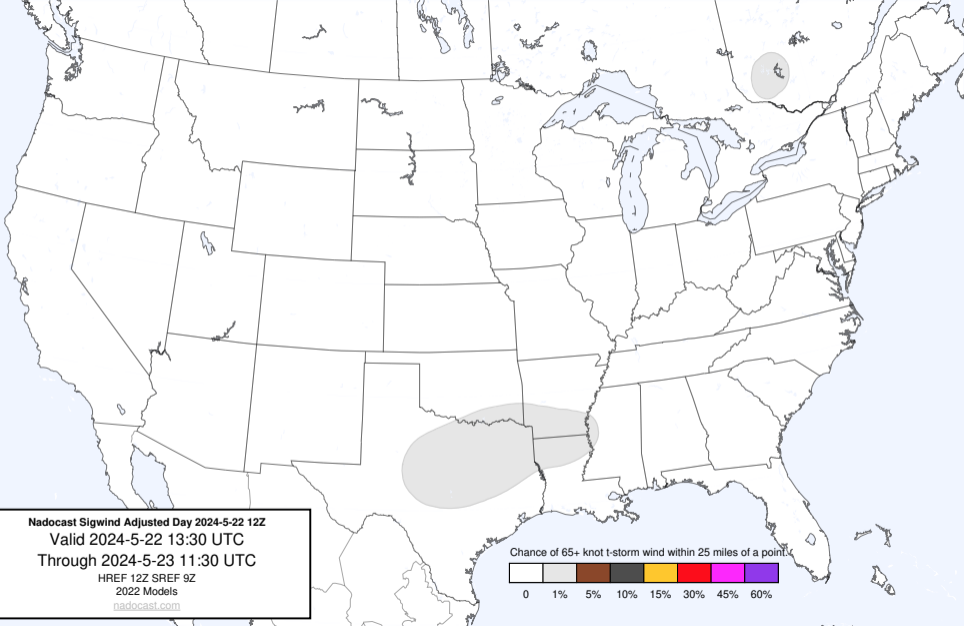 Nadocast Sigwind Adjusted Day 2024-5-22 12Z
Valid 2024-5-22 13:30 UTC
Through 2024-5-23 11:30 UTC
HREF 12Z SREF 9Z
2022 Models
nadocast.com
Chance of 65+ knot t-storm wind within 25 miles of a point.
0 1% 5% 10% 15% 30% 45% 60%